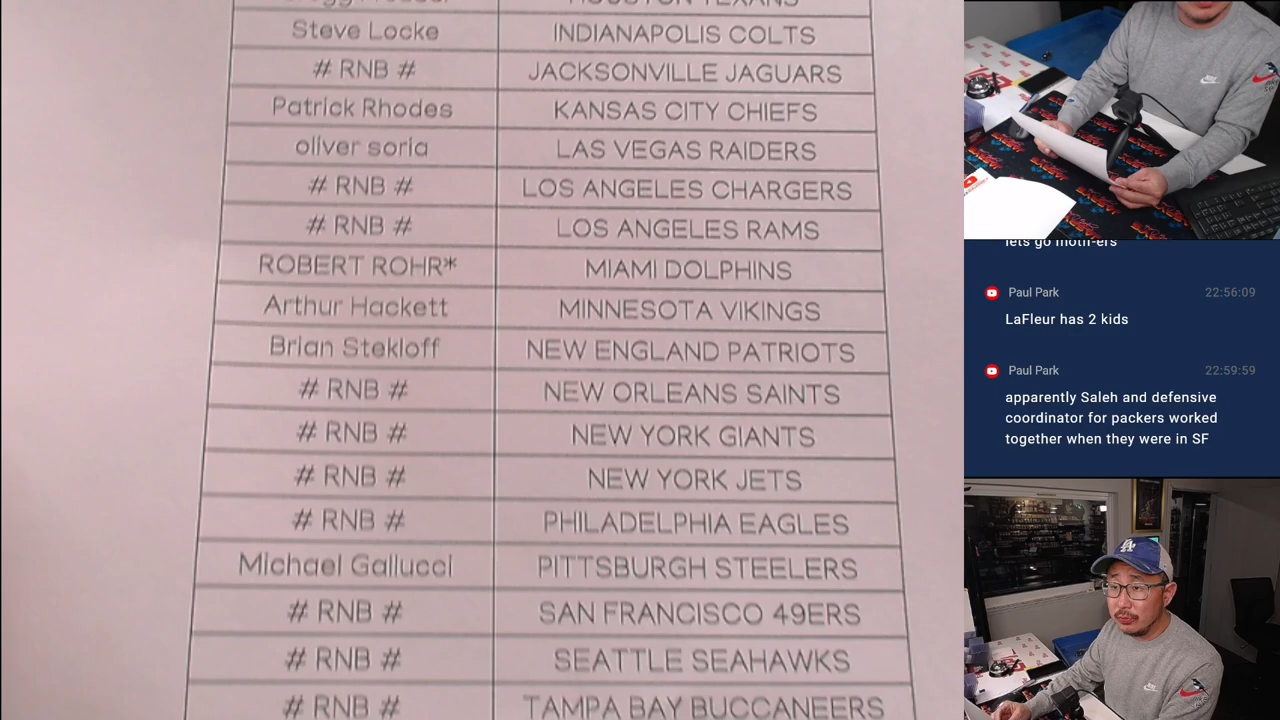 HOUSTON TEXANS
Steve Locke INDIANAPOLIS COLTS
# RNB # JACKSONVILLE JAGUARS
Patrick Rhodes KANSAS CITY CHIEFS
oliver soria LAS VEGAS RAIDERS
# RNB # LOS ANGELES CHARGERS
# RNB # LOS ANGELES RAMS
ROBERT ROHR* MIAMI DOLPHINS
Arthur Hackett MINNESOTA VIKINGS
Brian Stekloff NEW ENGLAND PATRIOTS
# RNB # NEW ORLEANS SAINTS
# RNB # NEW YORK GIANTS
# RNB # NEW YORK JETS
# RNB # PHILADELPHIA EAGLES
Michael Gallucci PITTSBURGH STEELERS
# RNB # SAN FRANCISCO 49ERS
# RNB # SEATTLE SEAHAWKS
# RNB # TAMPA BAY BUCCANEERS
lets go motif-ers
Paul Park 22:56:09
LaFleur has 2 kids
Paul Park 22:59:59
apparently Saleh and defensive
coordinator for packers worked
together when they were in SF
LA